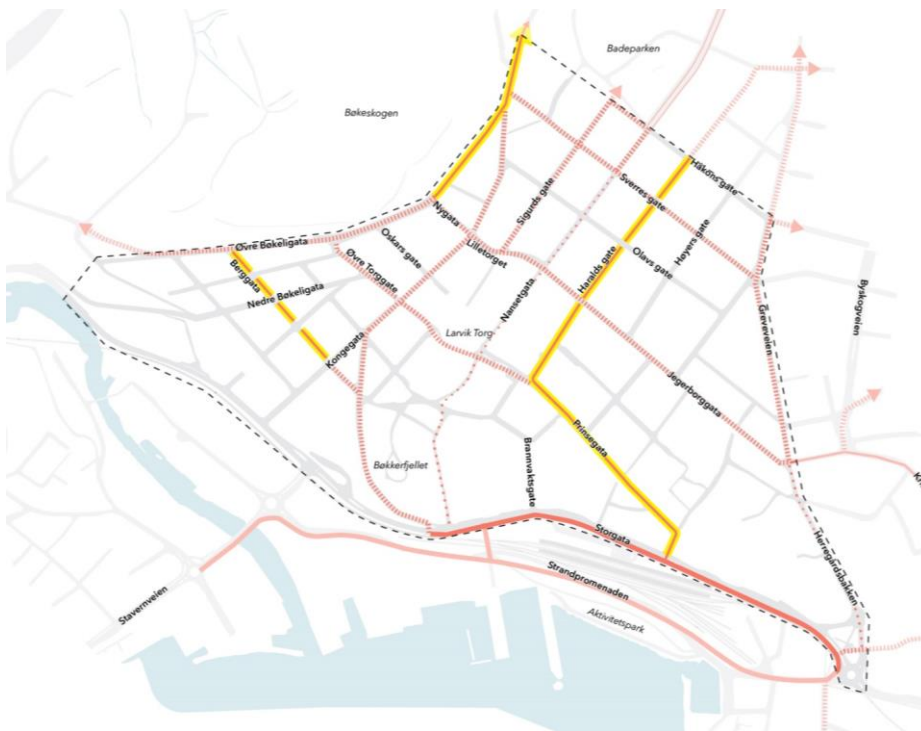 Badeparken
Bøkeskogen
Håkons gate
Sverres gate
Sigurds gate
Nygata
Lilletorget
Oskars gate
Øvre Bøkeligata
Øvre Torggate
Berggata
Nedre Bøkeligata
Haralds gate
Olavs gate
Høyers gate
Nansetgata
Greveveien
Byskogveien
Kongegata
Larvik Torg
Jegerborggata
Prinsegata
Brannvaktsgate
Bøkkerfjellet
Storgata
Herregårdsbakken
Strandpromenaden
Aktivitetspark
Stavernveien